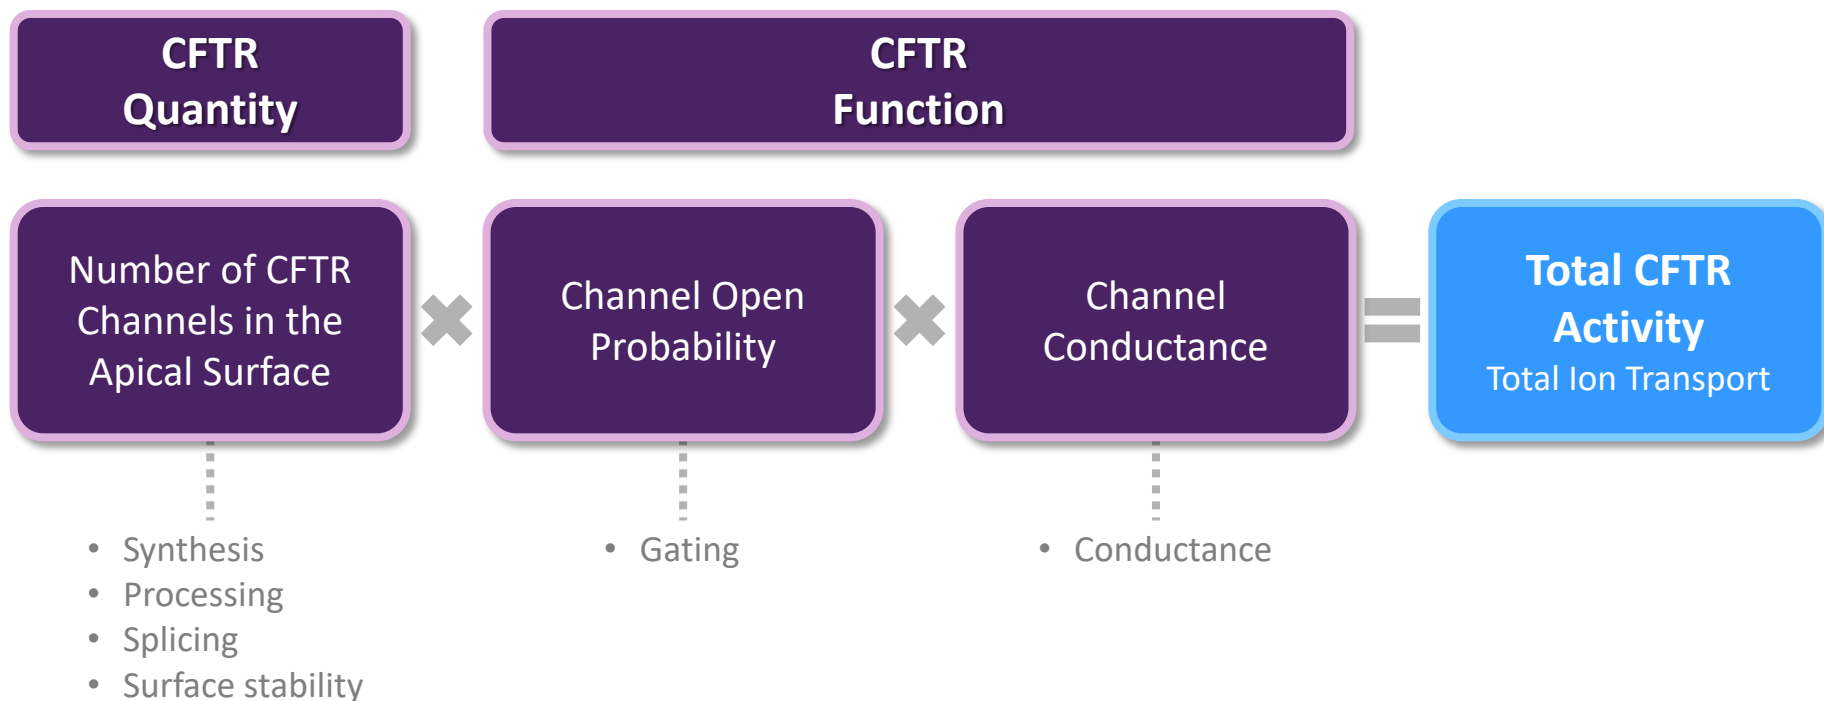 CFTR
Quantity
CFTR
Function
Number of CFTR
Channels in the
Apical Surface
Channel Open
Probability
Channel
Conductance
Total CFTR
Activity
Total Ion Transport
• Synthesis
• Processing
• Splicing
• Surface stability
• Gating
• Conductance